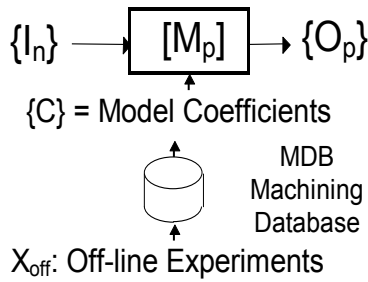 {Iₙ} [Mₚ] {Oₚ}
{C} = Model Coefficients
MDB
Machining
Database
Xₒff: Off-line Experiments